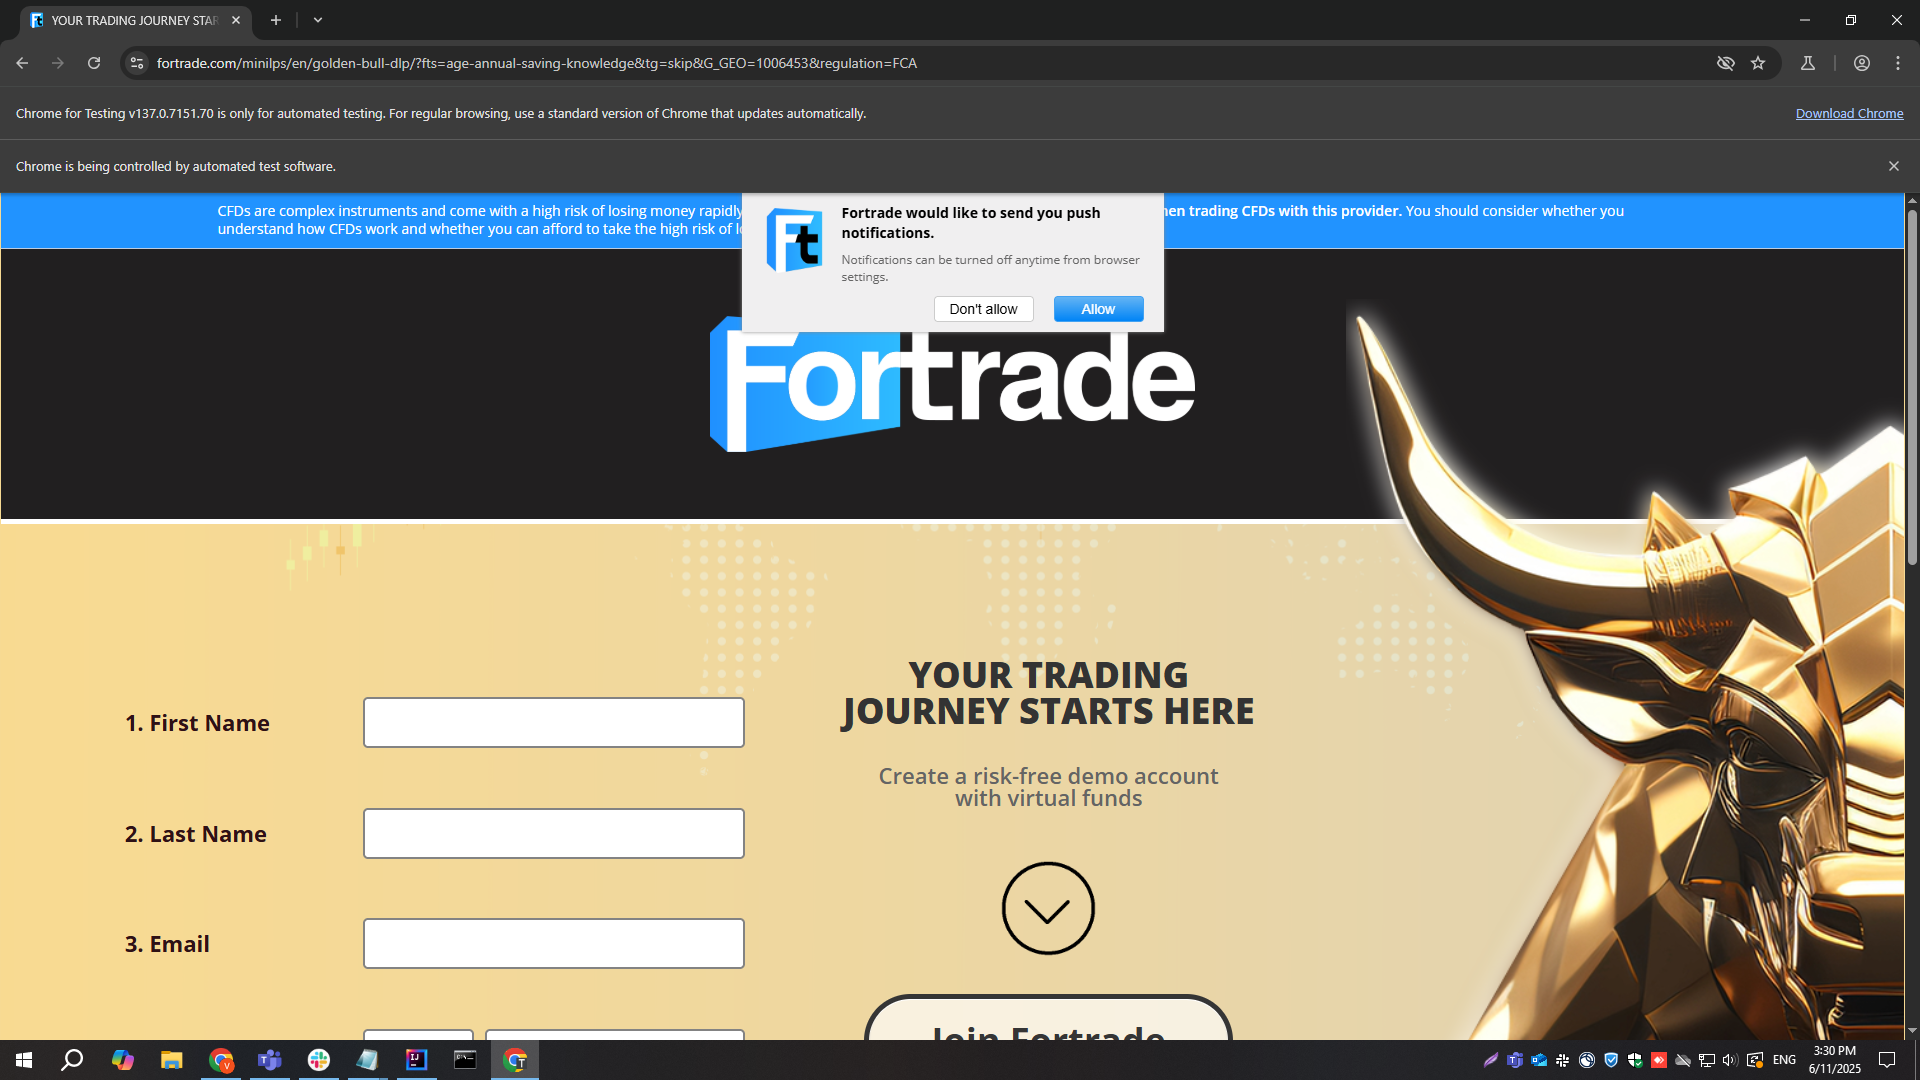 YOUR TRADING JOURNEY STAR
fortrade.com/minilps/en/golden-bull-dlp/?fts=age-annual-saving-knowledge&tg=skip&G_GEO=1006453&regulation=FCA
Chrome for Testing v137.0.7151.70 is only for automated testing. For regular browsing, use a standard version of Chrome that updates automatically.
Download Chrome
Chrome is being controlled by automated test software.
CFDs are complex instruments and come with a high risk of losing money rapidly
when trading CFDs with this provider. You should consider whether you
understand how CFDs work and whether you can afford to take the high risk of
Ft
Fortrade would like to send you push
notifications.
Notifications can be turned off anytime from browser
settings.
Don't allow
Allow
Fortrade
YOUR TRADING
JOURNEY STARTS HERE
Create a risk-free demo account
with virtual funds
Join Fortrade
1. First Name
2. Last Name
3. Email
ENG
3:30 PM
6/11/2025